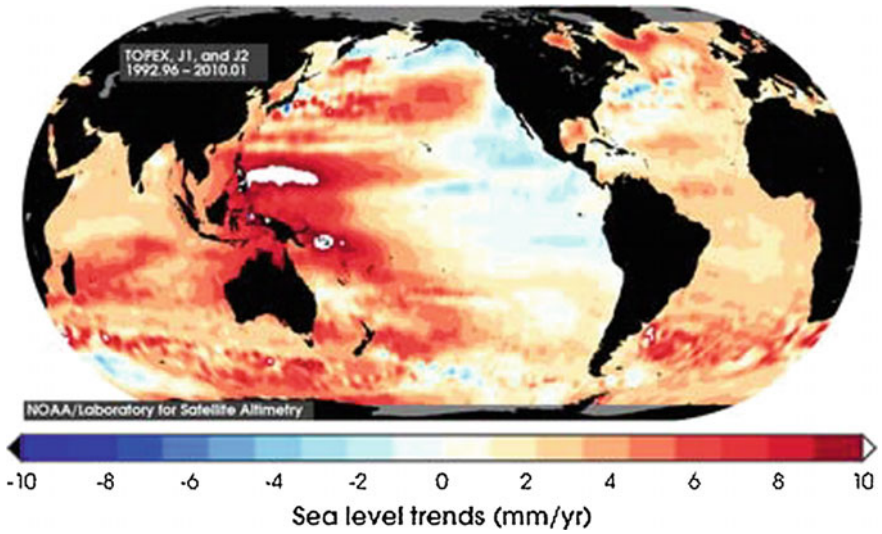 TOPEX, J1, and J2
1992.96 – 2010.01
NOAA/Laboratory for Satellite Altimetry
-10 -8 -6 -4 -2 0 2 4 6 8 10
Sea level trends (mm/yr)